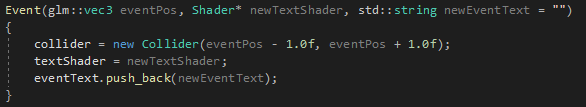 Event(glm::vec3 eventPos, Shader* newTextShader, std::string newEventText = "")
{
    collider = new Collider(eventPos - 1.0f, eventPos + 1.0f);
    textShader = newTextShader;
    eventText.push_back(newEventText);
}